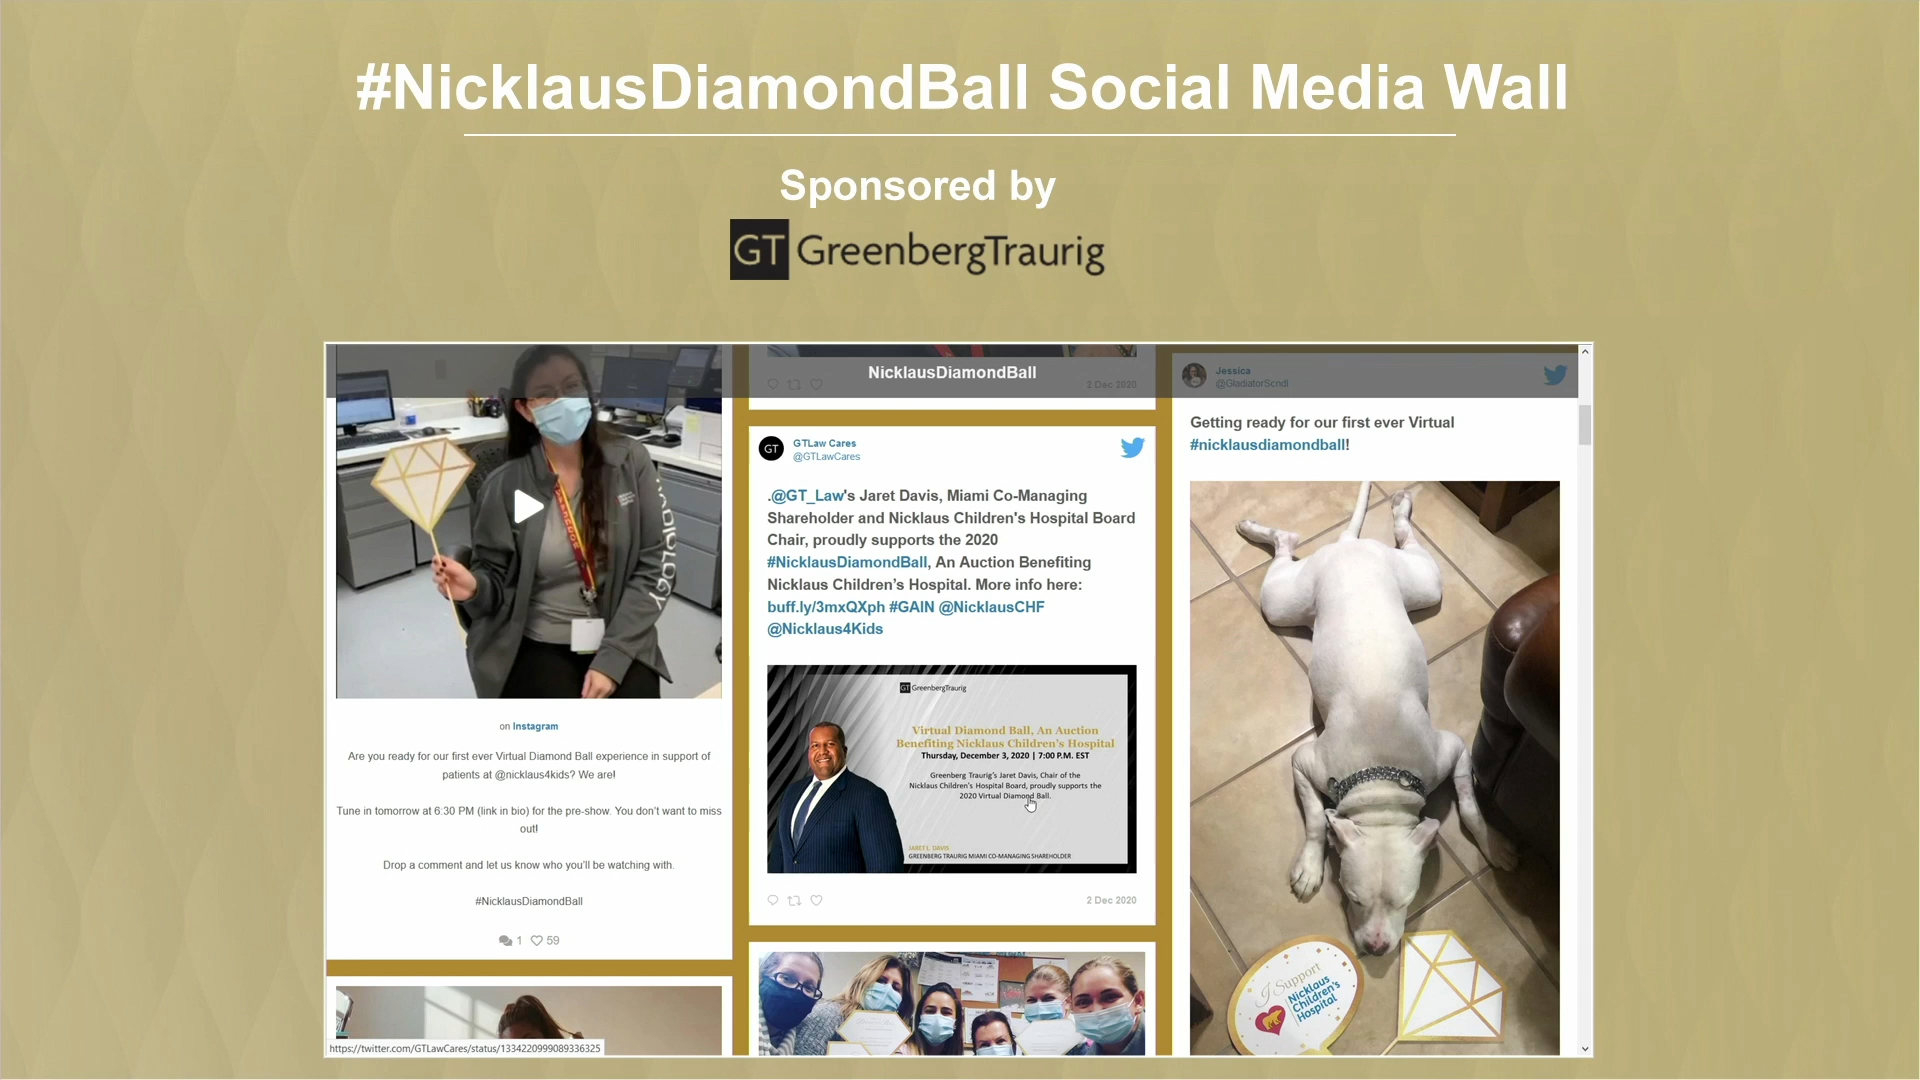 #NicklausDiamondBall Social Media Wall
Sponsored by
GT GreenbergTraurig
NicklausDiamondBall
AUDIOLOGY
on Instagram
Are you ready for our first ever Virtual Diamond Ball experience in support of
patients at @nicklaus4kids? We are!
Tune in tomorrow at 6:30 PM (link in bio) for the pre-show. You don't want to miss
out!
Drop a comment and let us know who you'll be watching with.
#NicklausDiamondBall
1 59
https://twitter.com/GTLawCares/status/1334220999089336325
2 Dec 2020
GT
GTLaw Cares
@GTLawCares
.@GT_Law's Jaret Davis, Miami Co-Managing
Shareholder and Nicklaus Children's Hospital Board
Chair, proudly supports the 2020
#NicklausDiamondBall, An Auction Benefiting
Nicklaus Children’s Hospital. More info here:
buff.ly/3mxQXph #GAIN @NicklausCHF
@Nicklaus4Kids
GT GreenbergTraurig
Virtual Diamond Ball, An Auction
Benefiting Nicklaus Children's Hospital
Thursday, December 3, 2020 | 7:00 P.M. EST
Greenberg Traurig's Jaret Davis, Chair of the
Nicklaus Children's Hospital Board, proudly supports the
2020 Virtual Diamond Ball.
JARET L. DAVIS
GREENBERG TRAURIG MIAMI CO-MANAGING SHAREHOLDER
2 Dec 2020
Jessica
@GladiatorScndl
Getting ready for our first ever Virtual
#nicklausdiamondball!
I Support
Nicklaus
Children's
Hospital